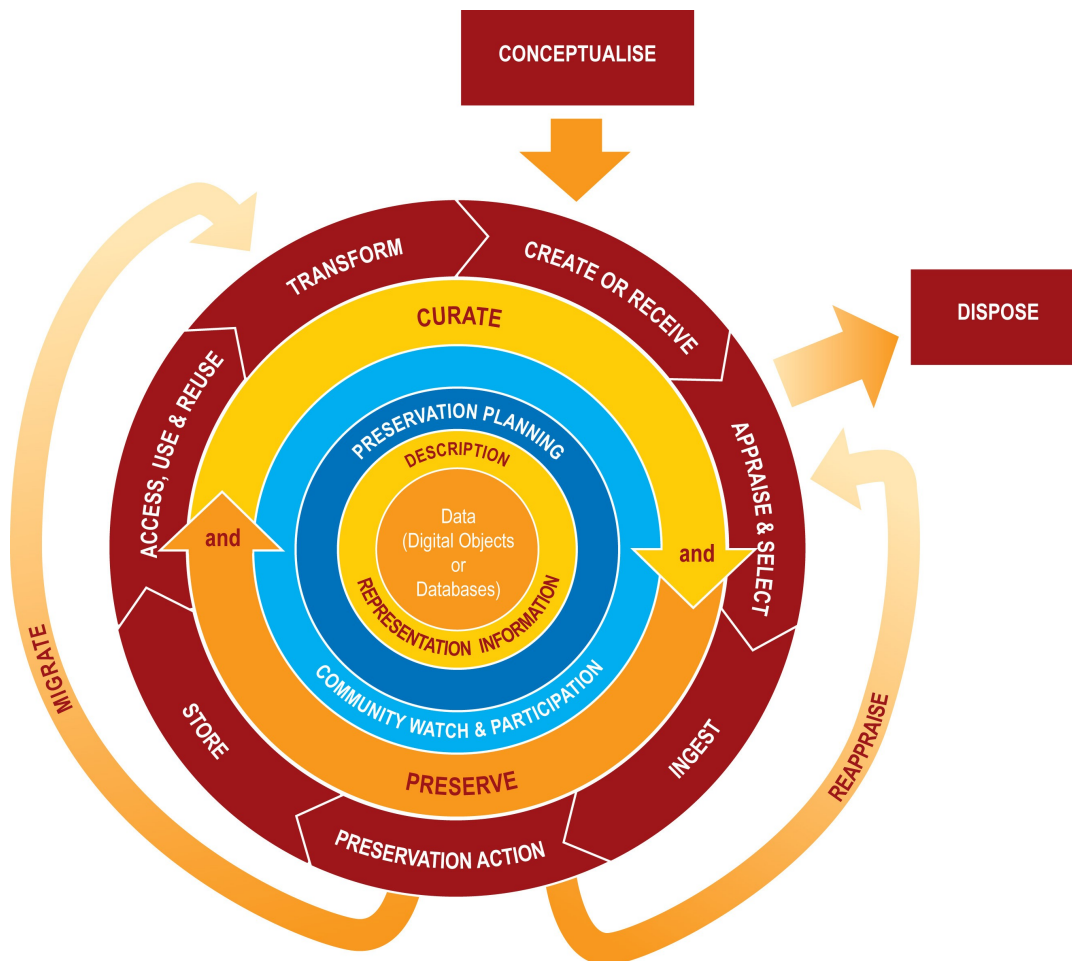 CONCEPTUALISE
TRANSFORM
CREATE OR RECEIVE
DISPOSE
CURATE
ACCESS, USE & REUSE
APPRAISE & SELECT
PRESERVATION PLANNING
DESCRIPTION
Data
(Digital Objects
or
Databases)
and
and
REPRESENTATION INFORMATION
COMMUNITY WATCH & PARTICIPATION
MIGRATE
STORE
INGEST
REAPPRAISE
PRESERVE
PRESERVATION ACTION